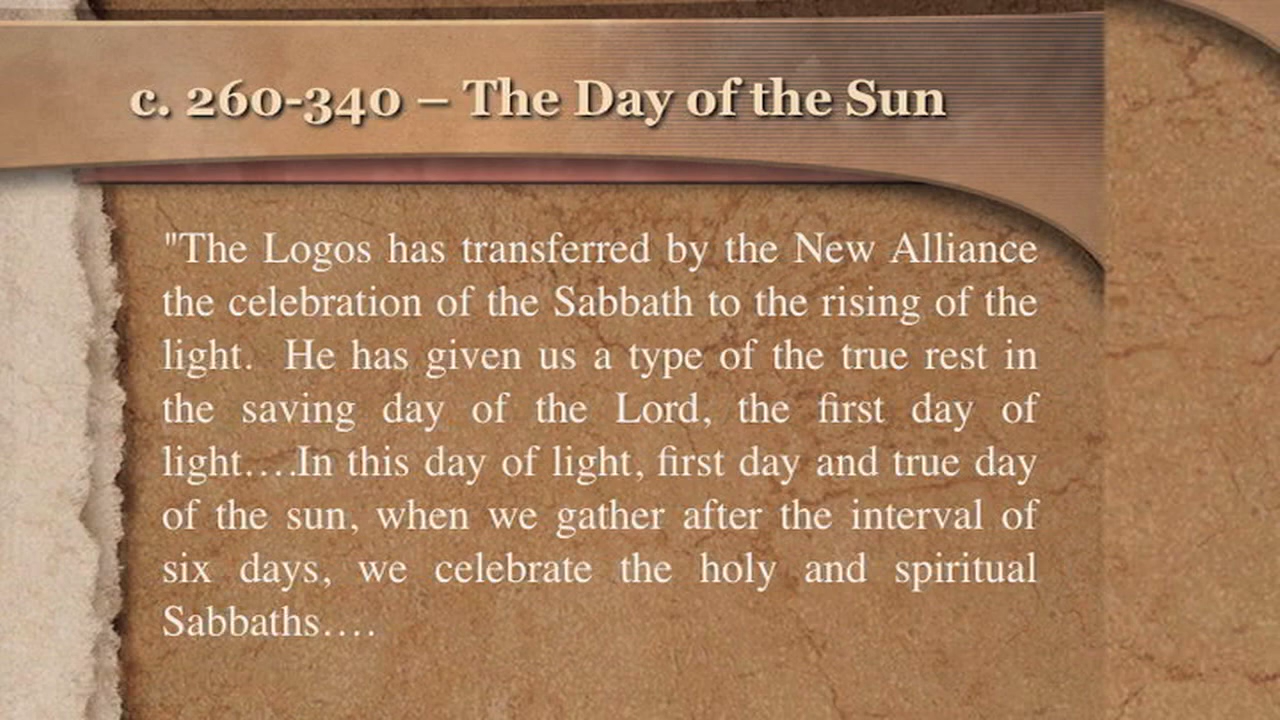 c. 260-340 – The Day of the Sun
"The Logos has transferred by the New Alliance
the celebration of the Sabbath to the rising of the
light.  He has given us a type of the true rest in
the saving day of the Lord, the first day of
light….In this day of light, first day and true day
of the sun, when we gather after the interval of
six days, we celebrate the holy and spiritual
Sabbaths….